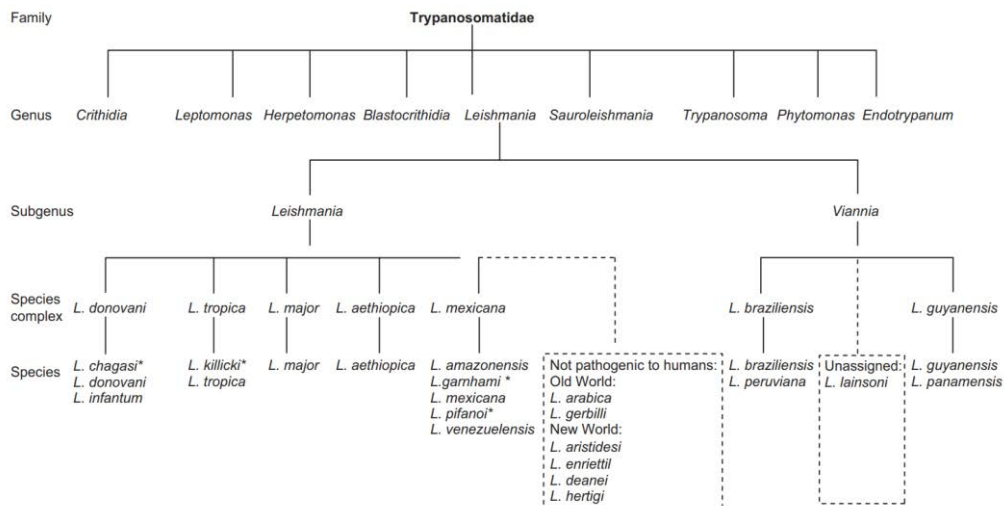 Family Trypanosomatidae
Genus Crithidia Leptomonas Herpetomonas Blastocrithidia Leishmania Sauroleishmania Trypanosoma Phytomonas Endotrypanum
Subgenus Leishmania Viannia
Species complex L. donovani L. tropica L. major L. aethiopica L. mexicana L. braziliensis L. guyanensis
Species
L. chagasi*
L. donovani
L. infantum
L. killicki*
L. tropica
L. major
L. aethiopica
L. amazonensis
L.garnhami *
L. mexicana
L. pifanoi*
L. venezuelensis
Not pathogenic to humans:
Old World:
L. arabica
L. gerbilli
New World:
L. aristidesi
L. enriettil
L. deanei
L. hertigi
L. braziliensis
L. peruviana
Unassigned:
L. lainsoni
L. guyanensis
L. panamensis